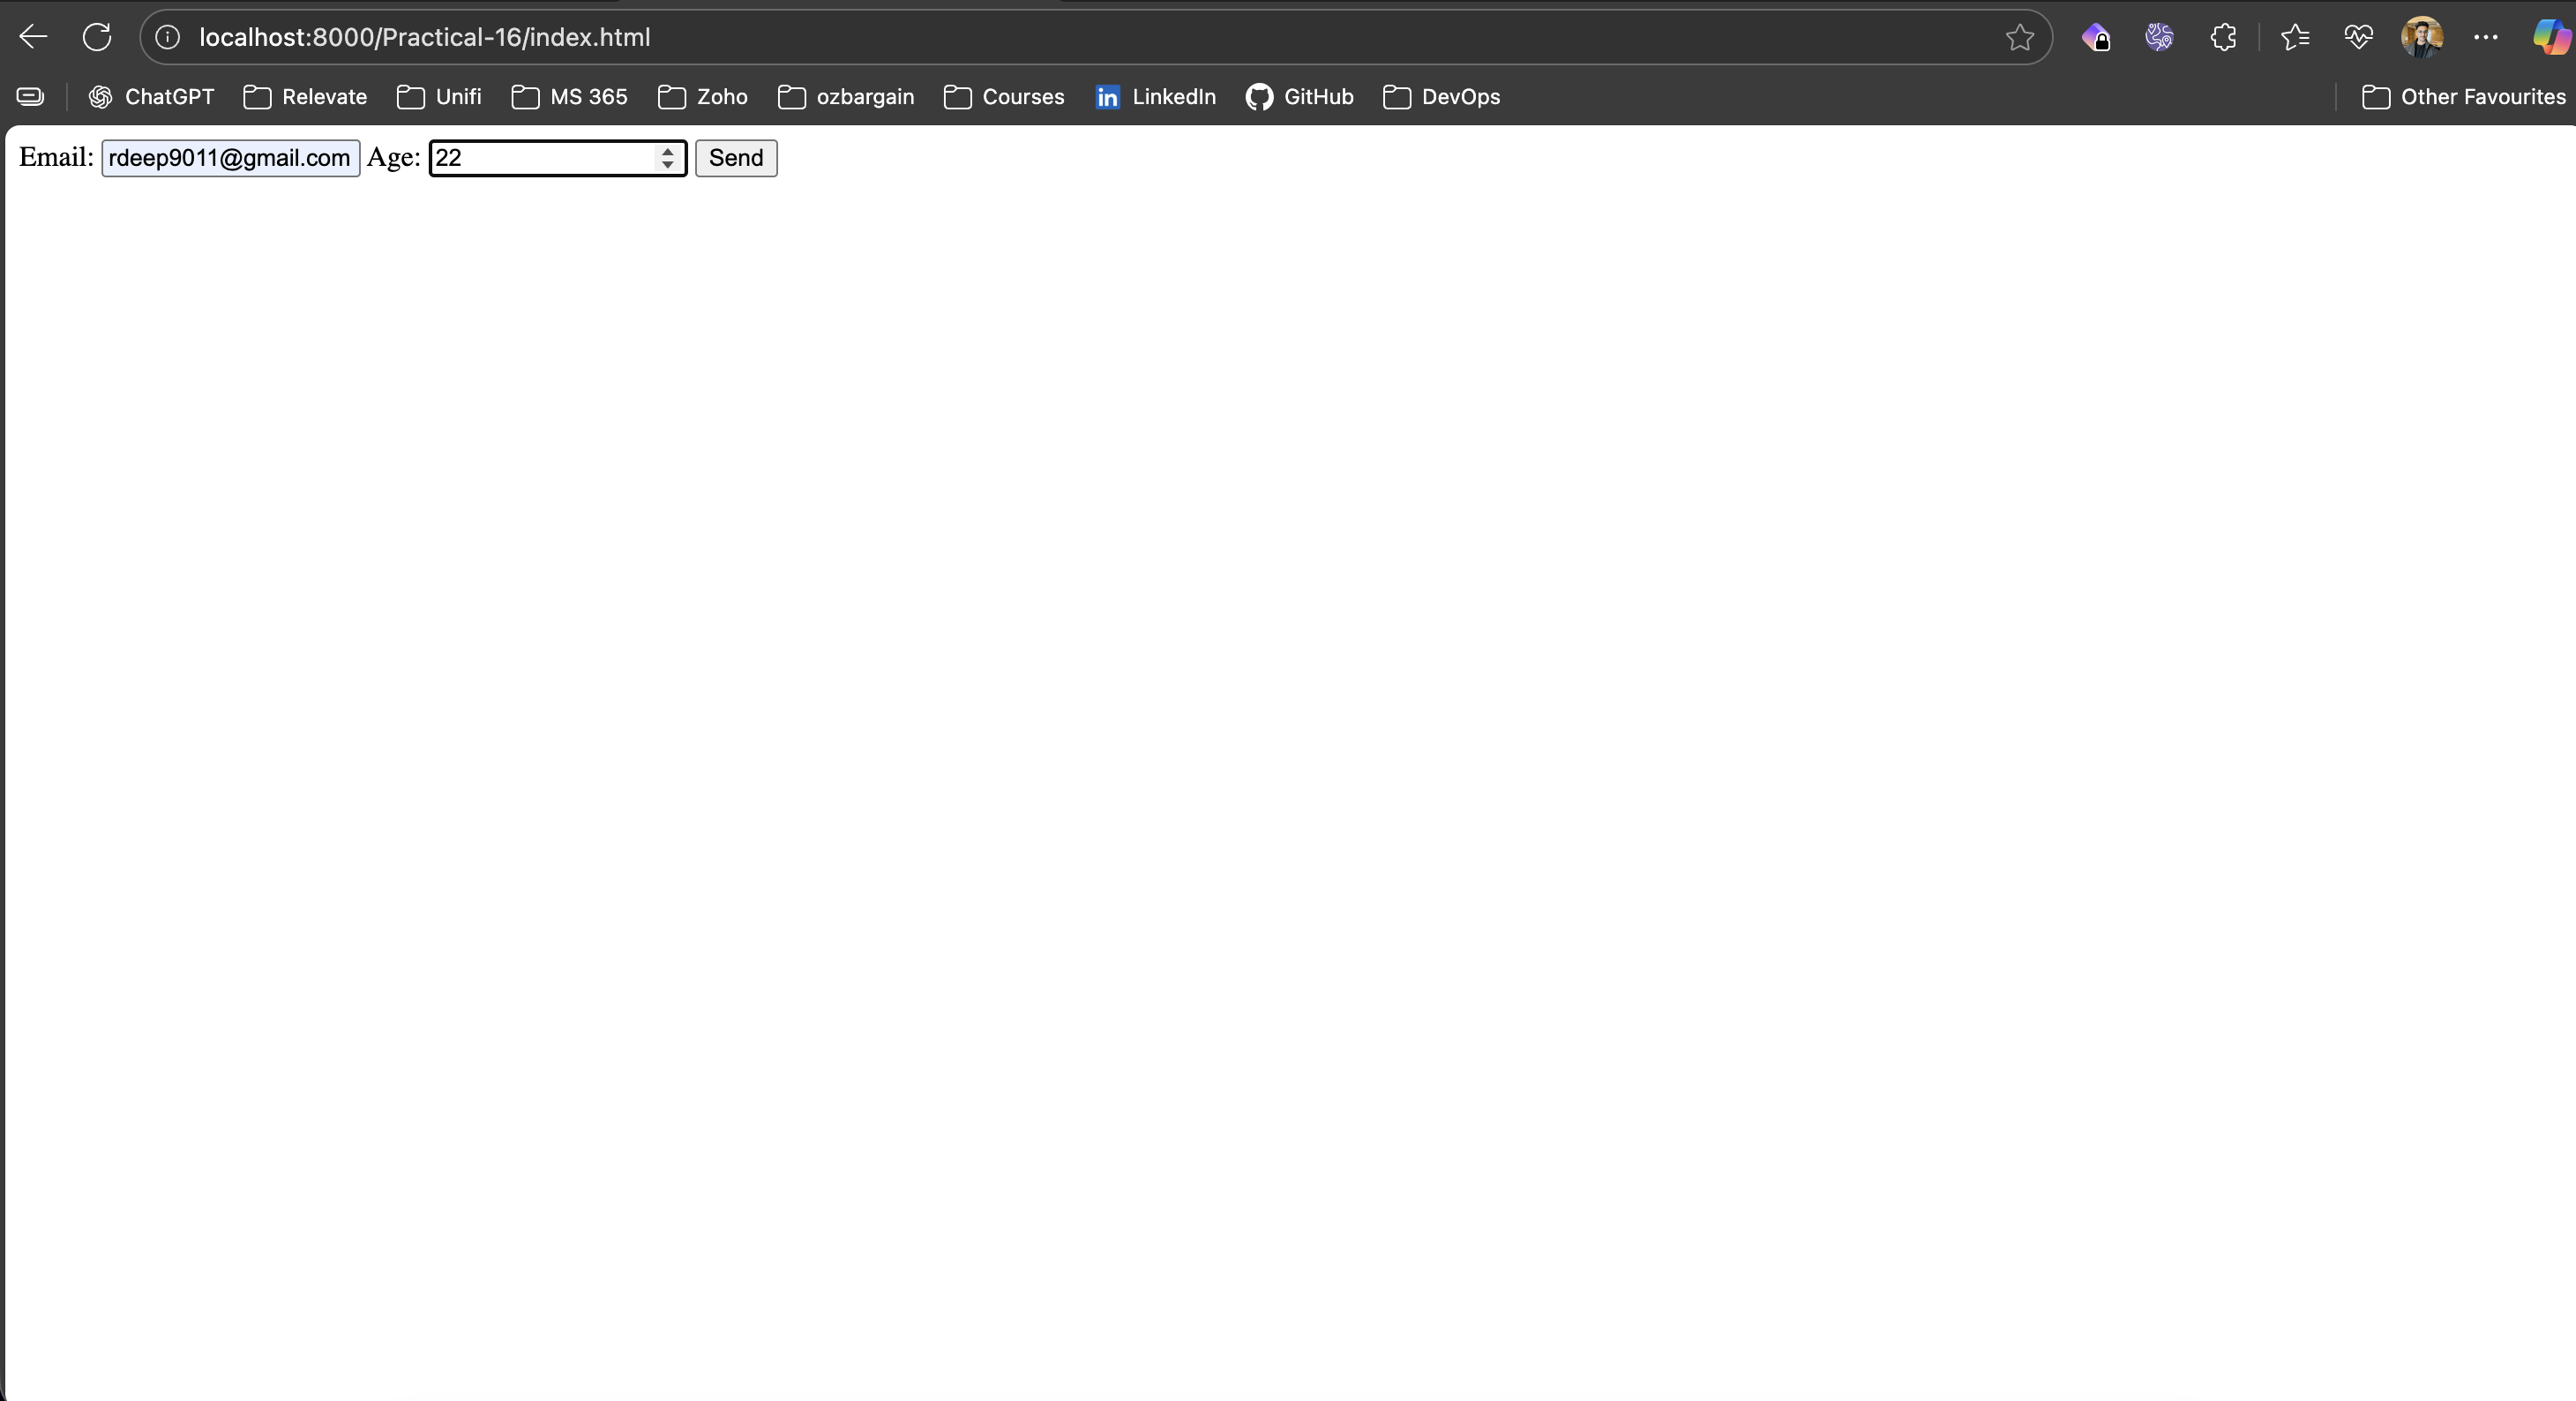 localhost:8000/Practical-16/index.html
ChatGPT Relevate Unifi MS 365 Zoho ozbargain Courses in LinkedIn GitHub DevOps Other Favourites
Email: rdeep9011@gmail.com Age: 22 Send